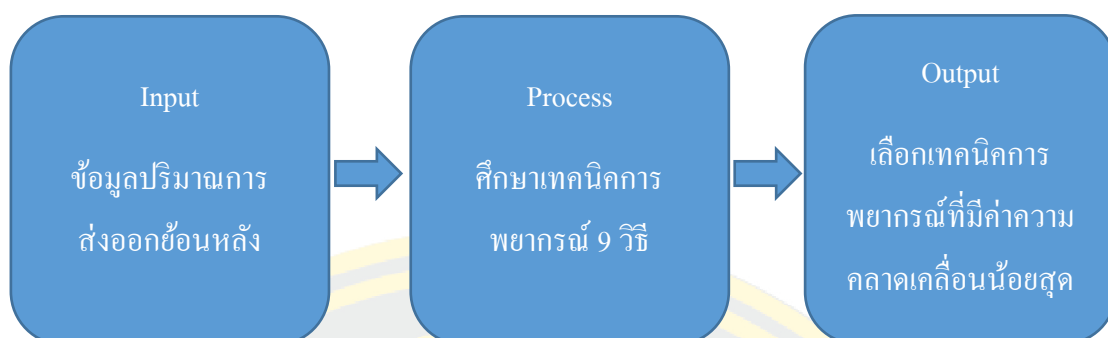 Input
ข้อมูลปริมาณการ
ส่งออกย้อนหลัง
Process
ศึกษาเทคนิคการ
พยากรณ์ 9 วิธี
Output
เลือกเทคนิคการ
พยากรณ์ที่มีค่าความ
คลาดเคลื่อนน้อยสุด